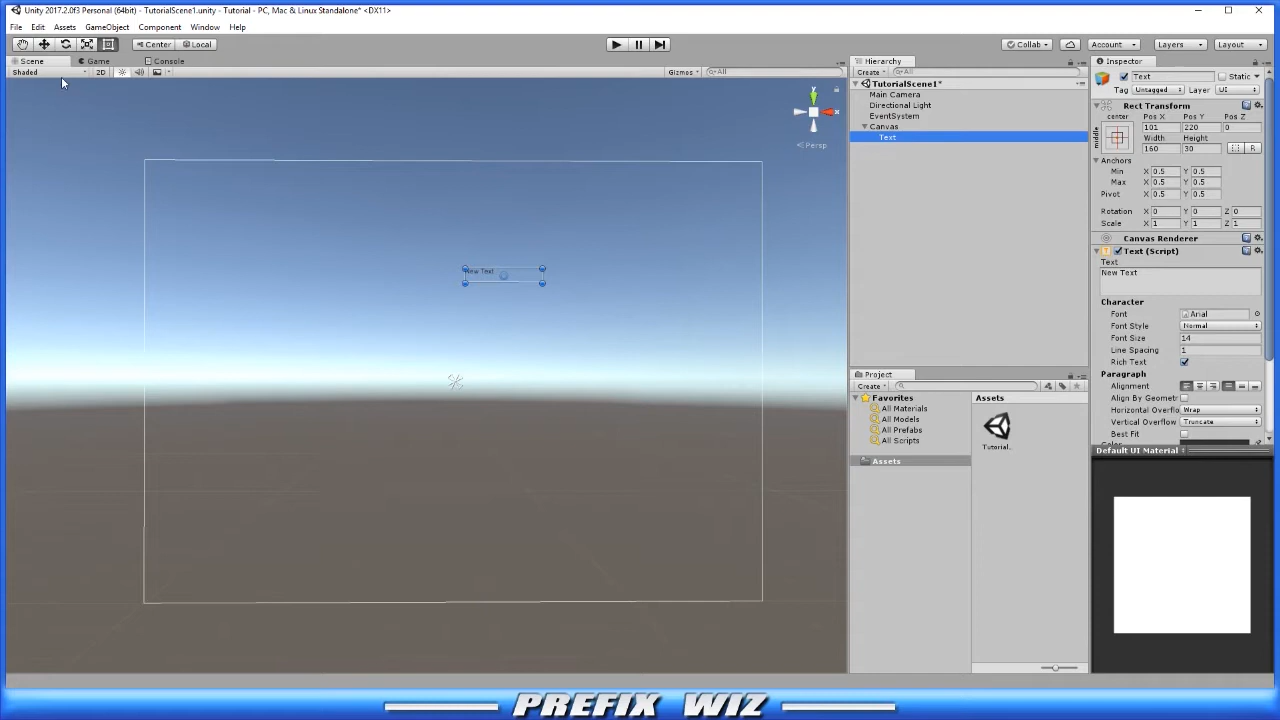 Unity 2017.2.0f3 Personal (64bit) - TutorialScene1.unity - Tutorial - PC, Mac & Linux Standalone* <DX11>
File Edit Assets GameObject Component Window Help
Center Local Collab Account Layers Layout
Scene Game Console
Shaded 2D Gizmos All
y
x
Persp
New Text
Hierarchy
Create All
TutorialScene1*
Main Camera
Directional Light
EventSystem
Canvas
Text
Project
Create
Favorites
All Materials
All Models
All Prefabs
All Scripts
Assets
Assets
Tutorial..
Inspector
Text Static
Tag Untagged Layer UI
Rect Transform
center
middle
Pos X Pos Y Pos Z
101 220 0
Width Height
160 30
R
Anchors
Min X 0.5 Y 0.5
Max X 0.5 Y 0.5
Pivot X 0.5 Y 0.5
Rotation X 0 Y 0 Z 0
Scale X 1 Y 1 Z 1
Canvas Renderer
Text (Script)
Text
New Text
Character
Font Arial
Font Style Normal
Font Size 14
Line Spacing 1
Rich Text
Paragraph
Alignment
Align By Geometr
Horizontal Overflo Wrap
Vertical Overflow Truncate
Best Fit
Default UI Material
PREFIX WIZ